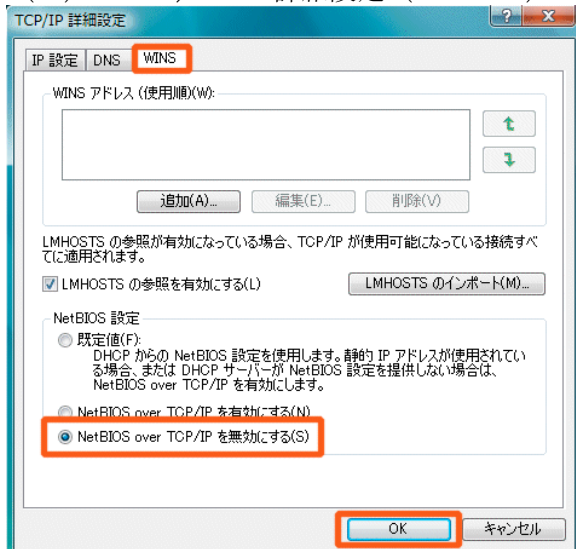 TCP/IP 詳細設定
IP 設定 DNS WINS
WINS アドレス (使用順)(W):
追加(A)... 編集(E)... 削除(V)
LMHOSTS の参照が有効になっている場合、TCP/IP が使用可能になっている接続すべ
てに適用されます。
LMHOSTS の参照を有効にする(L) LMHOSTS のインポート(M)...
NetBIOS 設定
既定値(F):
DHCP からの NetBIOS 設定を使用します。静的 IP アドレスが使用されてい
る場合、または DHCP サーバーが NetBIOS 設定を提供しない場合は、
NetBIOS over TCP/IP を有効にします。
NetBIOS over TCP/IP を有効にする(N)
NetBIOS over TCP/IP を無効にする(S)
OK キャンセル